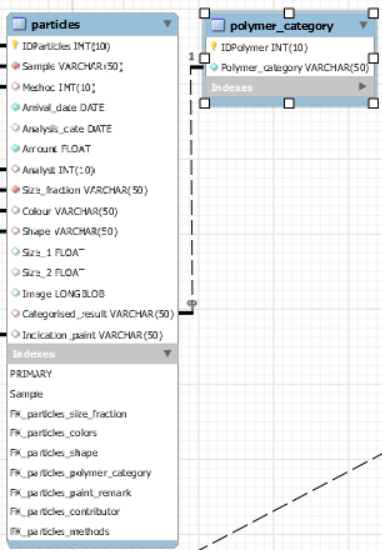 particles
IDParticles INT(10)
Sample VARCHAR(50)
Method INT(10)
Arrival_date DATE
Analysis_date DATE
Amount FLOAT
Analyst INT(10)
Size_fraction VARCHAR(50)
Colour VARCHAR(50)
Shape VARCHAR(50)
Size_1 FLOAT
Size_2 FLOAT
Image LONGBLOB
Categorised_result VARCHAR(50)
Indication_paint VARCHAR(50)
Indexes
PRIMARY
Sample
FK_particles_size_fraction
FK_particles_colors
FK_particles_shape
FK_particles_polymer_category
FK_particles_paint_remark
FK_particles_contributor
FK_particles_methods
1
polymer_category
IDPolymer INT(10)
Polymer_category VARCHAR(50)
Indexes